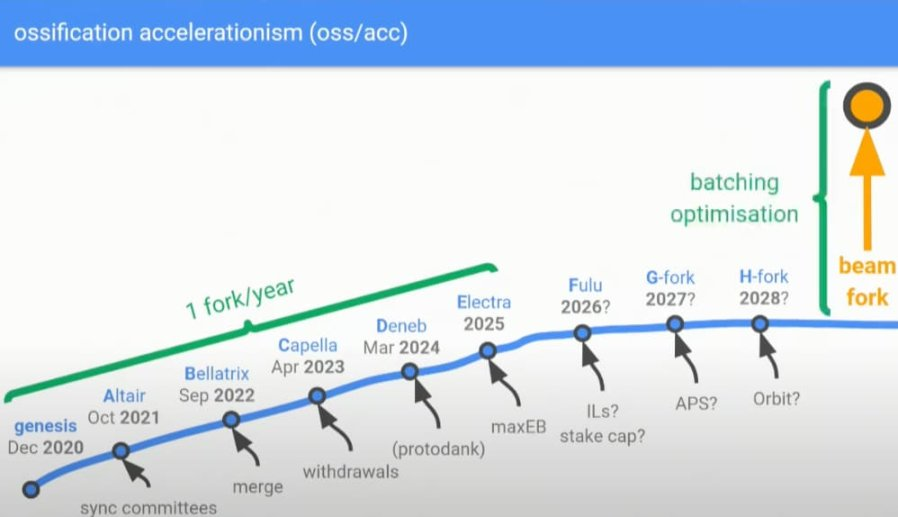 ossification accelerationism (oss/acc)
batching
optimisation
beam
fork
1 fork/year
genesis
Dec 2020
Altair
Oct 2021
Bellatrix
Sep 2022
Capella
Apr 2023
Deneb
Mar 2024
Electra
2025
Fulu
2026?
G-fork
2027?
H-fork
2028?
sync committees
merge
withdrawals
(protodank)
maxEB
ILs?
stake cap?
APS?
Orbit?